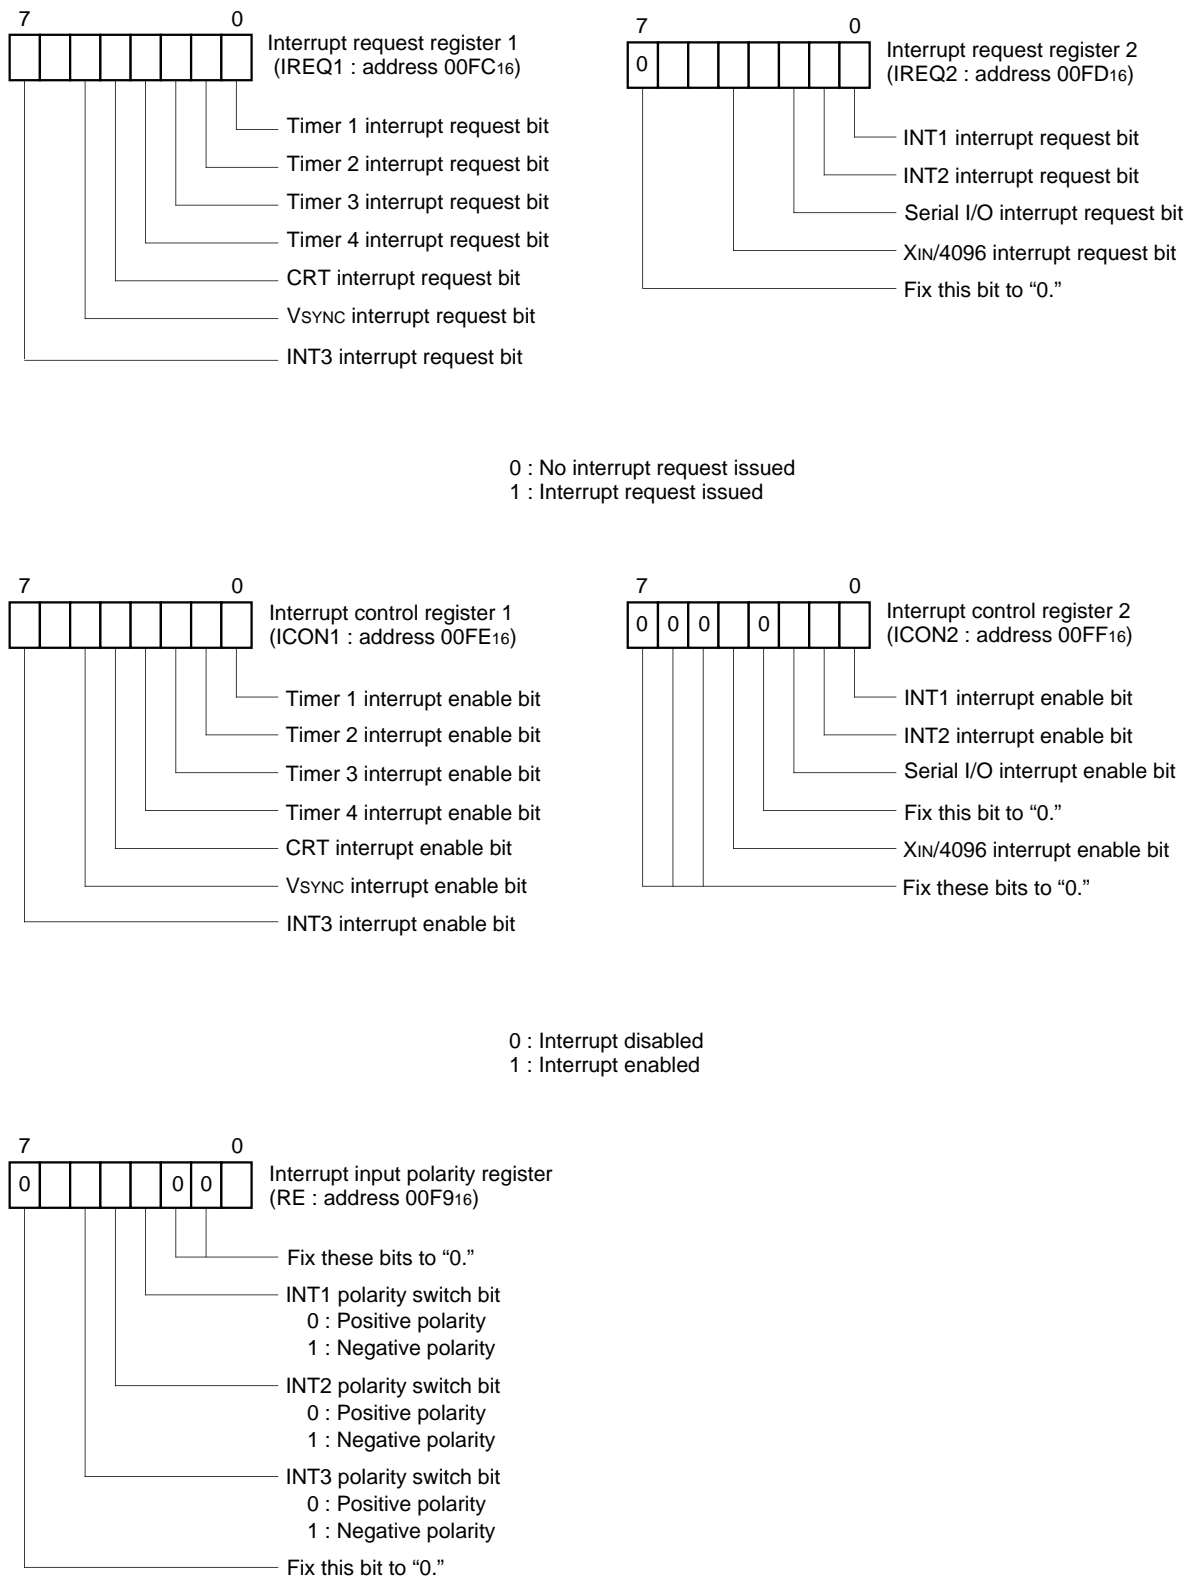 7 0
Interrupt request register 1
(IREQ1 : address 00FC16)
Timer 1 interrupt request bit
Timer 2 interrupt request bit
Timer 3 interrupt request bit
Timer 4 interrupt request bit
CRT interrupt request bit
VSYNC interrupt request bit
INT3 interrupt request bit
7 0
0
Interrupt request register 2
(IREQ2 : address 00FD16)
INT1 interrupt request bit
INT2 interrupt request bit
Serial I/O interrupt request bit
XIN/4096 interrupt request bit
Fix this bit to “0.”
0 : No interrupt request issued
1 : Interrupt request issued
7 0
Interrupt control register 1
(ICON1 : address 00FE16)
Timer 1 interrupt enable bit
Timer 2 interrupt enable bit
Timer 3 interrupt enable bit
Timer 4 interrupt enable bit
CRT interrupt enable bit
VSYNC interrupt enable bit
INT3 interrupt enable bit
7 0
0 0 0 0
Interrupt control register 2
(ICON2 : address 00FF16)
INT1 interrupt enable bit
INT2 interrupt enable bit
Serial I/O interrupt enable bit
Fix this bit to “0.”
XIN/4096 interrupt enable bit
Fix these bits to “0.”
0 : Interrupt disabled
1 : Interrupt enabled
7 0
0 0 0
Interrupt input polarity register
(RE : address 00F916)
Fix these bits to “0.”
INT1 polarity switch bit
0 : Positive polarity
1 : Negative polarity
INT2 polarity switch bit
0 : Positive polarity
1 : Negative polarity
INT3 polarity switch bit
0 : Positive polarity
1 : Negative polarity
Fix this bit to “0.”